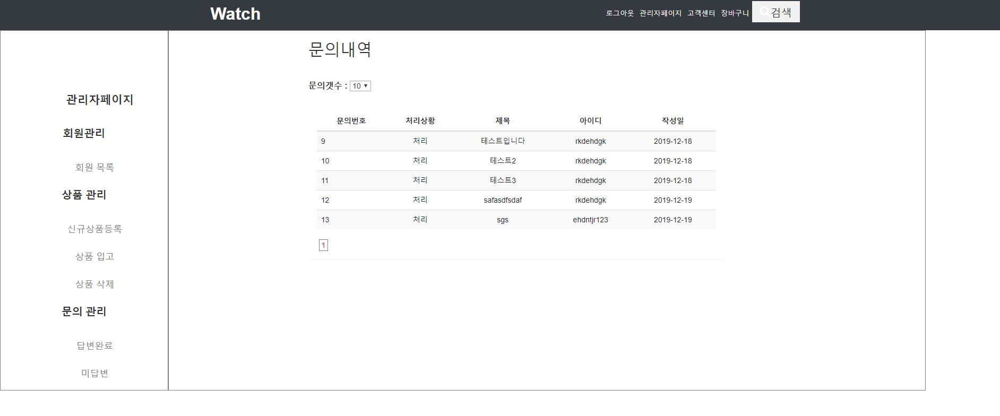 Watch
로그아웃 관리자페이지 고객센터 장바구니 검색
관리자페이지
회원관리
회원 목록
상품 관리
신규상품등록
상품 입고
상품 삭제
문의 관리
답변완료
미답변
문의내역
문의갯수 : 10
문의번호 처리상황 제목 아이디 작성일
9 처리 테스트입니다 rkdehdgk 2019-12-18
10 처리 테스트2 rkdehdgk 2019-12-18
11 처리 테스트3 rkdehdgk 2019-12-18
12 처리 safasdfsdaf rkdehdgk 2019-12-19
13 처리 sgs ehdntjr123 2019-12-19
1